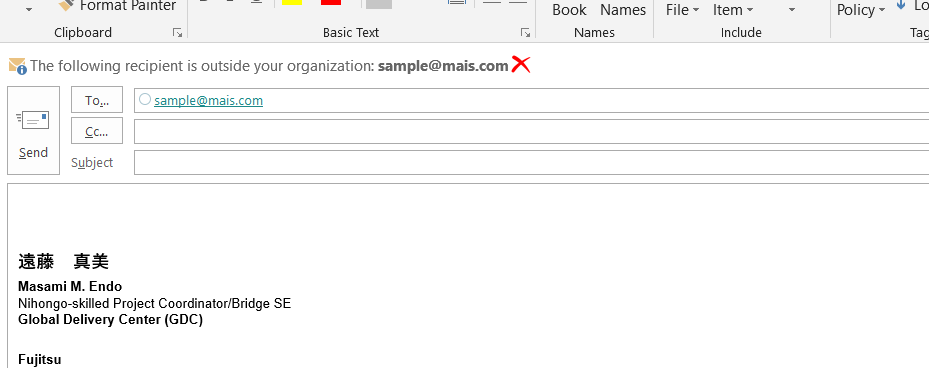 Format Painter
Book Names File Item Policy
Clipboard Basic Text Names Include
The following recipient is outside your organization: sample@mais.com
To...
sample@mais.com
Cc...
Send
Subject
遠藤　真美
Masami M. Endo
Nihongo-skilled Project Coordinator/Bridge SE
Global Delivery Center (GDC)
Fujitsu